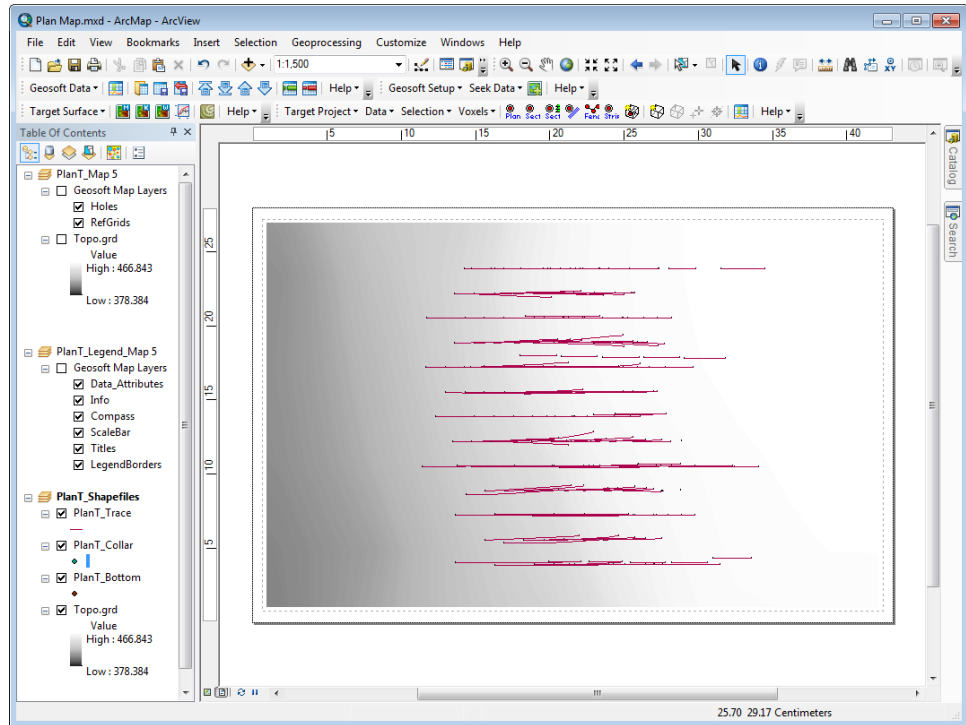 Plan Map.mxd - ArcMap - ArcView
File Edit View Bookmarks Insert Selection Geoprocessing Customize Windows Help
1:1,500
Geosoft Data Help Geosoft Setup Seek Data Help
Target Surface Help Target Project Data Selection Voxels Plan Sect Sect Fenc Stris Help
Table Of Contents
PlanT_Map 5
Geosoft Map Layers
Holes
RefGrids
Topo.grd
Value
High : 466.843
Low : 378.384
PlanT_Legend_Map 5
Geosoft Map Layers
Data_Attributes
Info
Compass
ScaleBar
Titles
LegendBorders
PlanT_Shapefiles
PlanT_Trace
PlanT_Collar
PlanT_Bottom
Topo.grd
Value
High : 466.843
Low : 378.384
5 10 15 20 25 30 35 40
25
20
15
10
5
Catalog
Search
25.70 29.17 Centimeters